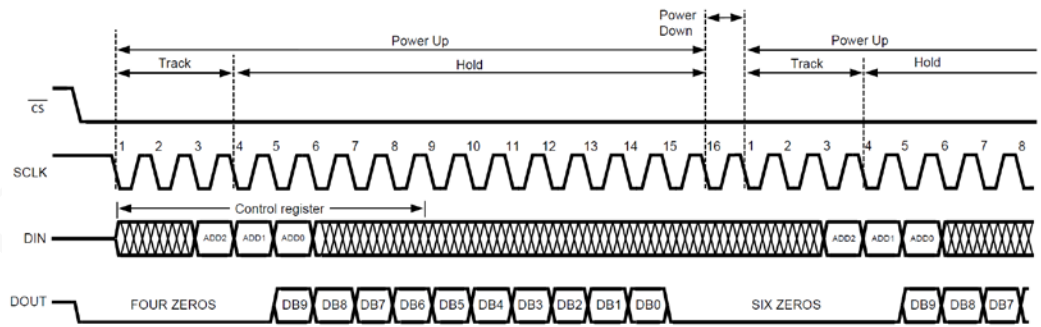 Power Down
Power Up Power Up
Track Hold Track Hold
CS
1 2 3 4 5 6 7 8 9 10 11 12 13 14 15 16 1 2 3 4 5 6 7 8
SCLK
Control register
DIN ADD2 ADD1 ADD0 ADD2 ADD1 ADD0
DOUT FOUR ZEROS DB9 DB8 DB7 DB6 DB5 DB4 DB3 DB2 DB1 DB0 SIX ZEROS DB9 DB8 DB7